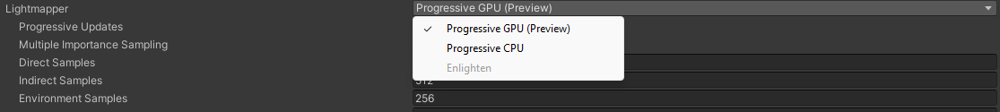 Lightmapper Progressive GPU (Preview)
Progressive Updates ✓ Progressive GPU (Preview)
Multiple Importance Sampling Progressive CPU
Direct Samples Enlighten
Indirect Samples 512
Environment Samples 256